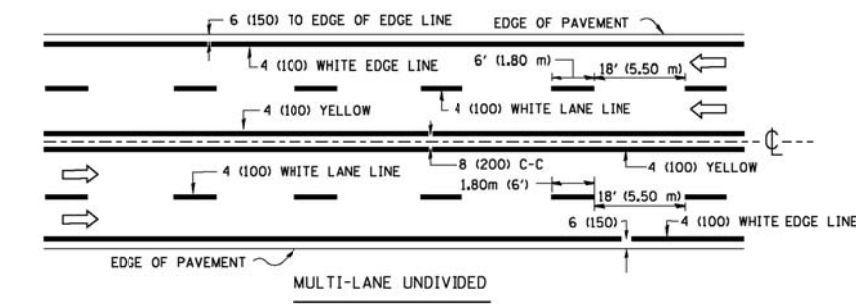 6 (150) TO EDGE OF EDGE LINE
EDGE OF PAVEMENT
4 (100) WHITE EDGE LINE
6' (1.80 m)
18' (5.50 m)
4 (100) YELLOW
4 (100) WHITE LANE LINE
℄
4 (100) WHITE LANE LINE
8 (200) C-C
4 (100) YELLOW
1.80m (6')
18' (5.50 m)
6 (150)
4 (100) WHITE EDGE LINE
EDGE OF PAVEMENT
MULTI-LANE UNDIVIDED